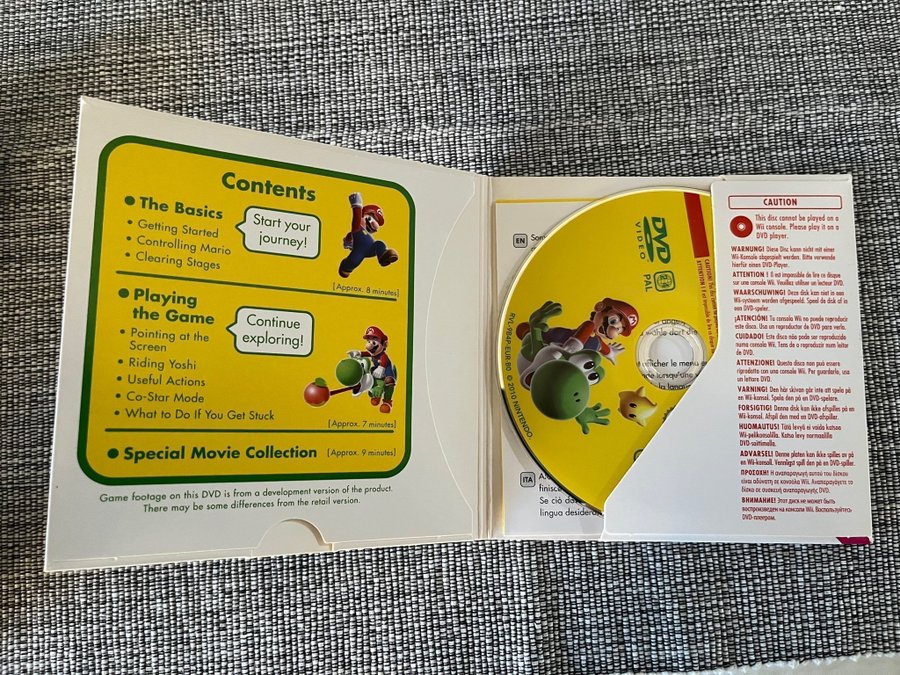 Contents
• The Basics
• Getting Started
• Controlling Mario
• Clearing Stages
Start your
journey!
[Approx. 8 minutes]
• Playing
the Game
• Pointing at the
Screen
• Riding Yoshi
• Useful Actions
• Co-Star Mode
• What to Do If You Get Stuck
Continue
exploring!
[Approx. 7 minutes]
• Special Movie Collection [Approx. 9 minutes]
Game footage on this DVD is from a development version of the product.
There may be some differences from the retail version.
EN
ITA
finisc
Se ciò das
lingua desiderat
DVD
VIDEO
PAL
RVL-9B4P-EUR-B0 © 2010 NINTENDO
CAUTION
This disc cannot be played on a
Wii console. Please play it on a
DVD player.
WARNUNG! Diese Disc kann nicht mit einer
Wii-Konsole abgespielt werden. Bitte verwende
hierfür einen DVD-Player.
ATTENTION ! Il est impossible de lire ce disque
sur une console Wii. Veuillez utiliser un lecteur DVD.
WAARSCHUWING! Deze disk kan niet in een
Wii-systeem worden afgespeeld. Speel de disk af in
een DVD-speler.
¡ATENCIÓN! Tu consola Wii no puede reproducir
este disco. Usa un reproductor de DVD para verlo.
CUIDADO! Este disco não pode ser reproduzido
numa consola Wii. Tens de o reproduzir num leitor
de DVD.
ATTENZIONE! Questo disco non può essere
riprodotto con una console Wii. Per guardarlo, usa
un lettore DVD.
VARNING! Den här skivan går inte att spela på
en Wii-konsol. Spela den på en DVD-spelare.
FORSIGTIG! Denne disk kan ikke afspilles på
en Wii-konsol. Afspil den med en DVD-afspiller.
HUOMAUTUS! Tätä levyä ei voida katsoa
Wii-pelikonsolilla. Katso levy normaalilla
DVD-soittimella.
ADVARSEL! Denne platen kan ikke spilles av på
en Wii-konsoll. Vennligst spill den på en DVD-spiller.
ΠΡΟΣΟΧΗ! Η αναπαραγωγή αυτού του δίσκου
είναι αδύνατη σε κονσόλα Wii. Αναπαραγάγετε το
δίσκο σε συσκευή αναπαραγωγής DVD.
ВНИМАНИЕ! Этот диск не может быть
воспроизведен на консоли Wii. Воспользуйтесь
DVD-плеером.